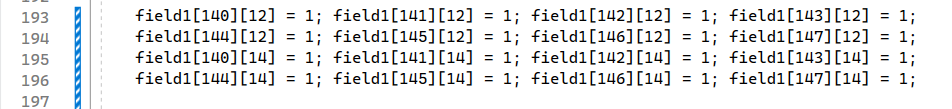 193 field1[140][12] = 1; field1[141][12] = 1; field1[142][12] = 1; field1[143][12] = 1;
194 field1[144][12] = 1; field1[145][12] = 1; field1[146][12] = 1; field1[147][12] = 1;
195 field1[140][14] = 1; field1[141][14] = 1; field1[142][14] = 1; field1[143][14] = 1;
196 field1[144][14] = 1; field1[145][14] = 1; field1[146][14] = 1; field1[147][14] = 1;
197